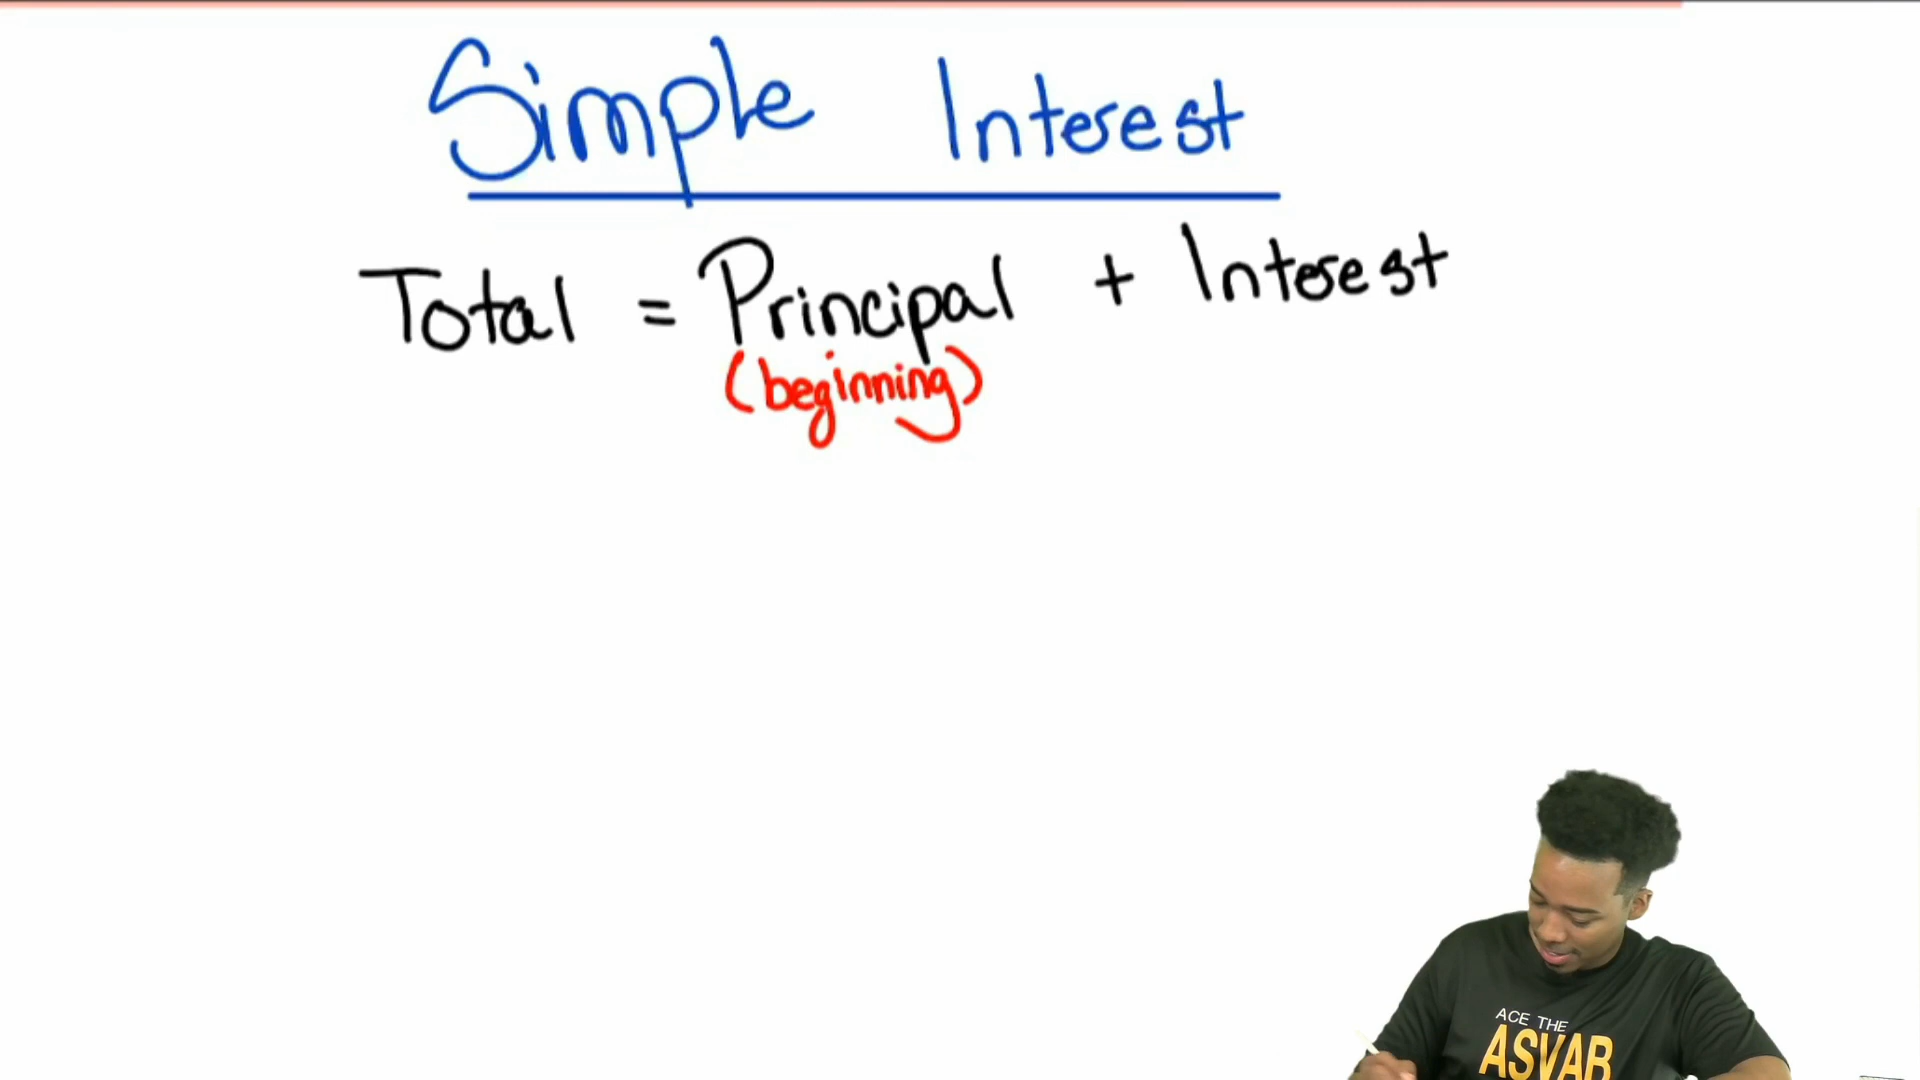 Simple Interest
Total = Principal + Interest
(beginning)
ACE THE
ASVAB